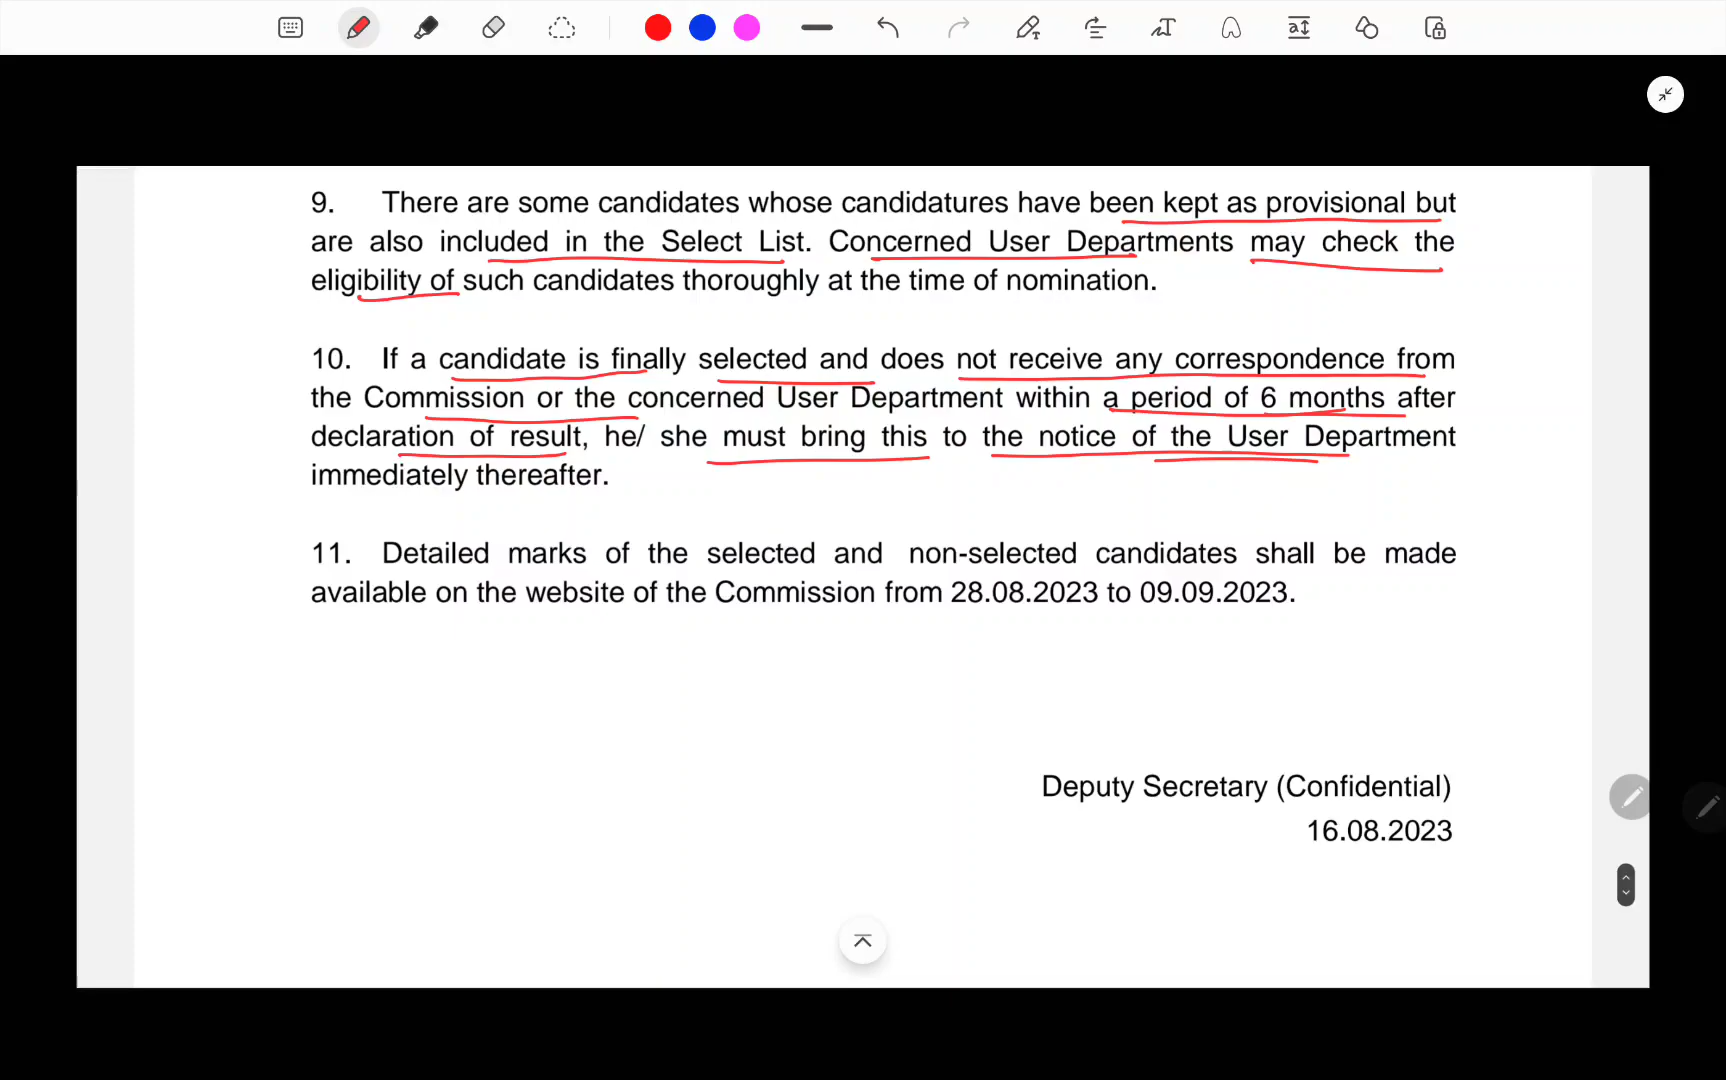 9. There are some candidates whose candidatures have been kept as provisional but
are also included in the Select List. Concerned User Departments may check the
eligibility of such candidates thoroughly at the time of nomination.
10. If a candidate is finally selected and does not receive any correspondence from
the Commission or the concerned User Department within a period of 6 months after
declaration of result, he/ she must bring this to the notice of the User Department
immediately thereafter.
11. Detailed marks of the selected and non-selected candidates shall be made
available on the website of the Commission from 28.08.2023 to 09.09.2023.
Deputy Secretary (Confidential)
16.08.2023